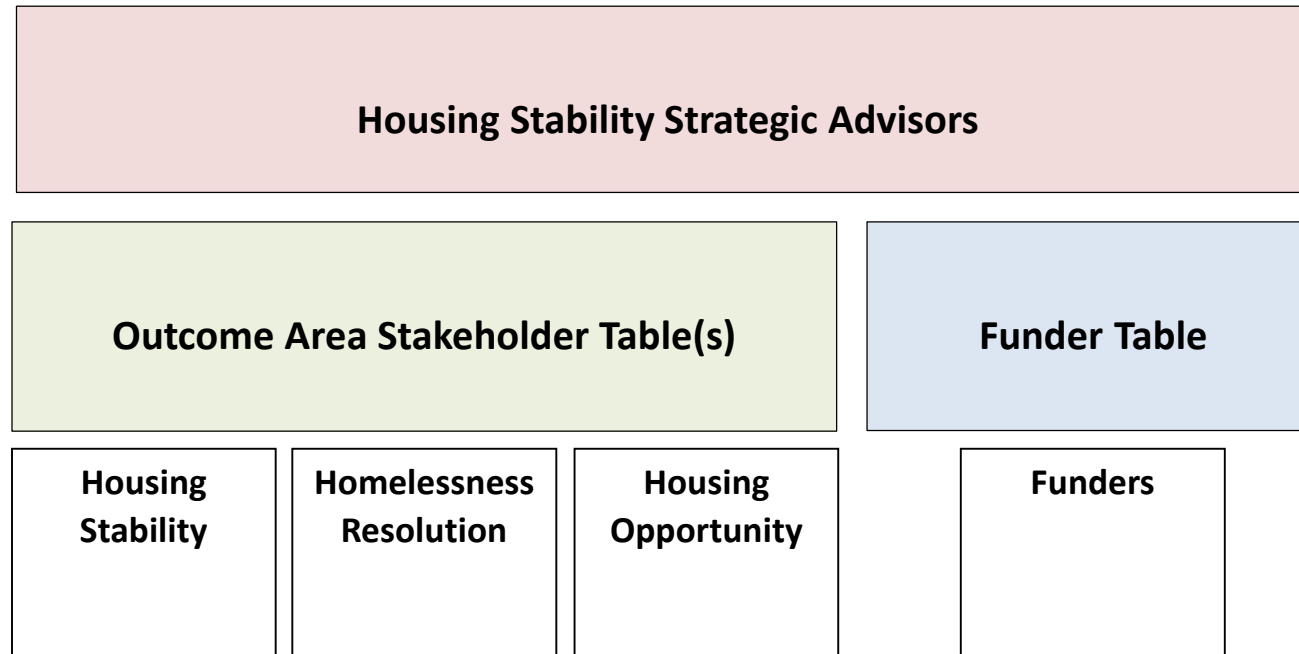 Housing Stability Strategic Advisors
Outcome Area Stakeholder Table(s)
Funder Table
Housing
Stability
Homelessness
Resolution
Housing
Opportunity
Funders